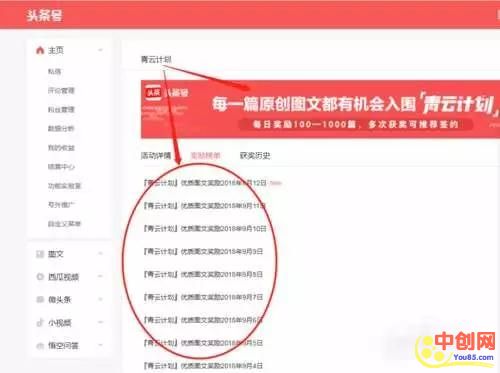 头条号
主页
私信
评论管理
粉丝管理
数据分析
我的收益
结算中心
功能实验室
号外推广
自定义菜单
图文
西瓜视频
微头条
小视频
悟空问答
青云计划
头条 头条号
每一篇原创图文都有机会入围「青云计划」
每日奖励100—1000篇，多次获奖可推荐签约
活动详情 奖励榜单 获奖历史
『青云计划』优质图文奖励2018年9月12日 new
『青云计划』优质图文奖励2018年9月11日
『青云计划』优质图文奖励2018年9月10日
『青云计划』优质图文奖励2018年9月9日
『青云计划』优质图文奖励2018年9月8日
『青云计划』优质图文奖励2018年9月7日
『青云计划』优质图文奖励2018年9月6日
『青云计划』优质图文奖励2018年9月5日
『青云计划』优质图文奖励2018年9月4日
中创网
You85.com